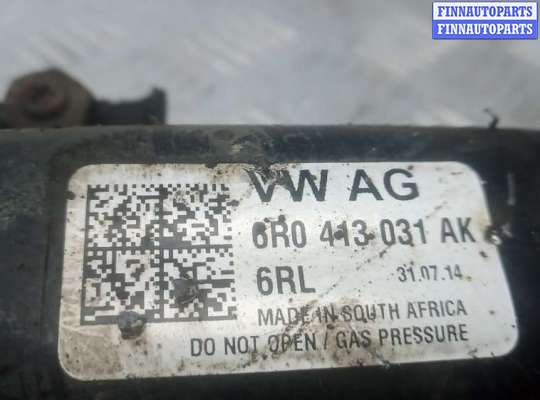 FINNAUTOPARTS
FINNAUTOPARTS
VW AG
6R0 413 031 AK
6RL 31.07.14
MADE IN SOUTH AFRICA
DO NOT OPEN / GAS PRESSURE